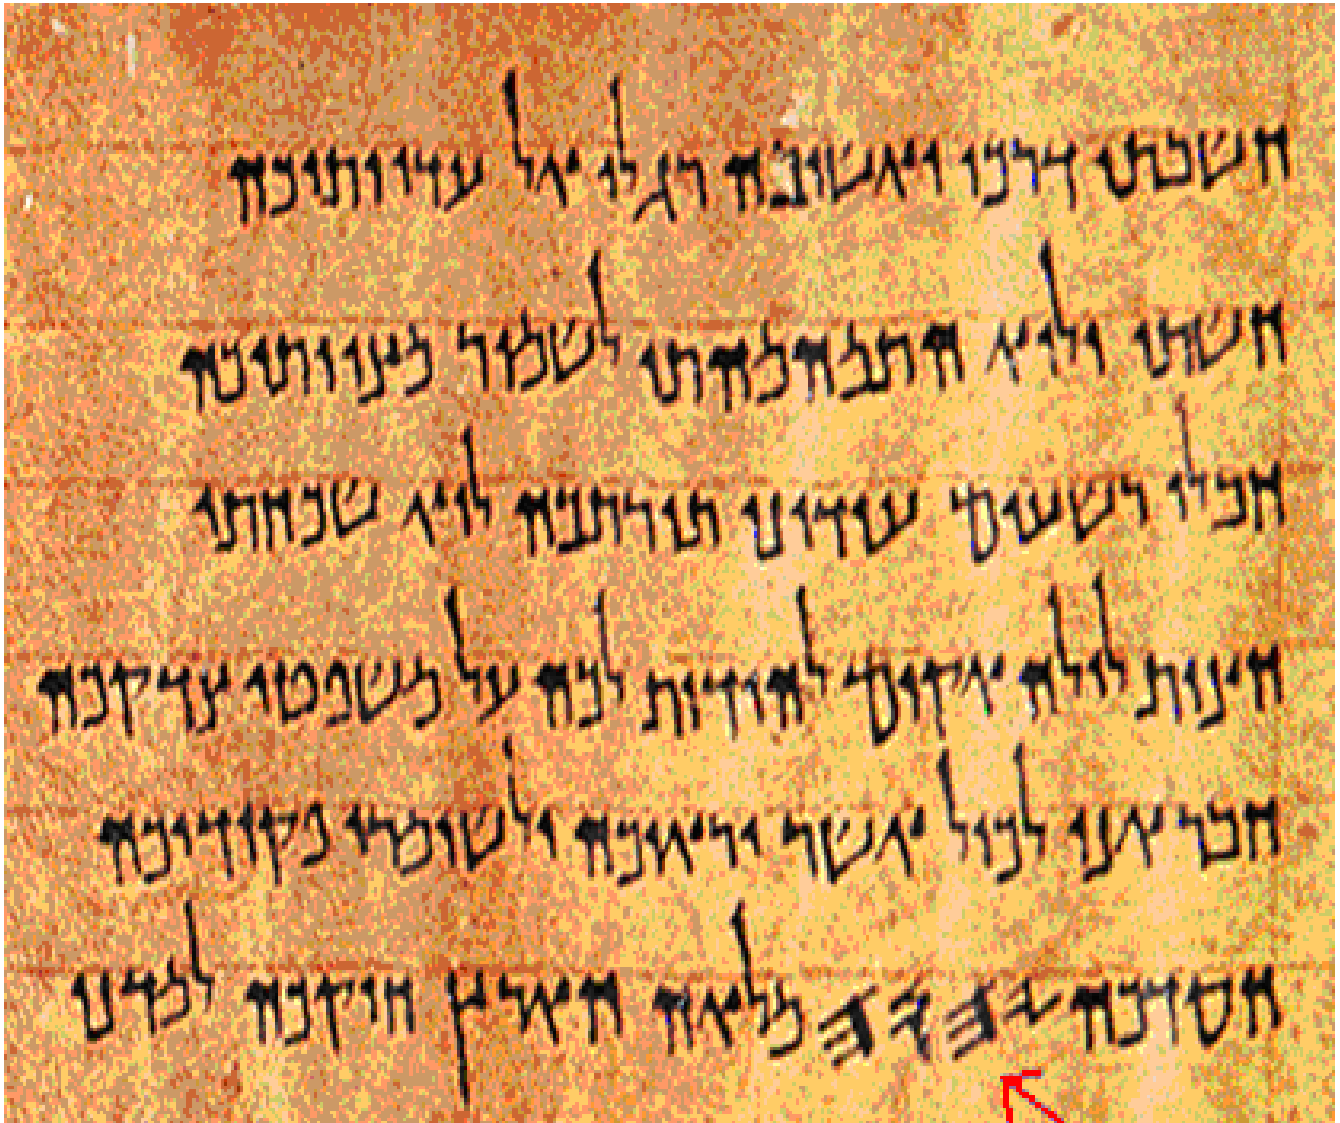 חשבתי דרכי ואשובה רגלי אל עדוותיכה
חשתי ולוא התמהמהתי לשמור מצוותיכה
חבלי רשעים עודוני תורתכה לוא שכחתי
חצות לילה אקום להודות לכה על משפטי צדקכה
חבר אני לכול אשר יראוכה ולשומרי פקודיכה
חסדכה 𐤉𐤄𐤅𐤄 מלאה הארץ חוקכה למדני